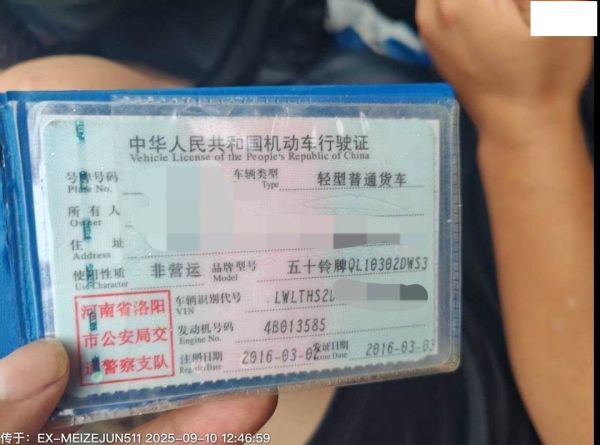 中华人民共和国机动车行驶证
Vehicle License of the People's Republic of China
号牌号码 车辆类型 轻型普通货车
Plate No. Type
所有人
Owner
住址
Address
使用性质 非营运 品牌型号 五十铃牌QL10302DWS3
Use Character Model
河南省洛阳市公安局交通警察支队
车辆识别代号 LWLTHS2
VIN
发动机号码 4B013585
Engine No.
注册日期 2016-03-02 发证日期 2016-03-03
Register Date Issue Date
传于：EX-MEIZEJUN511 2025-09-10 12:46:59